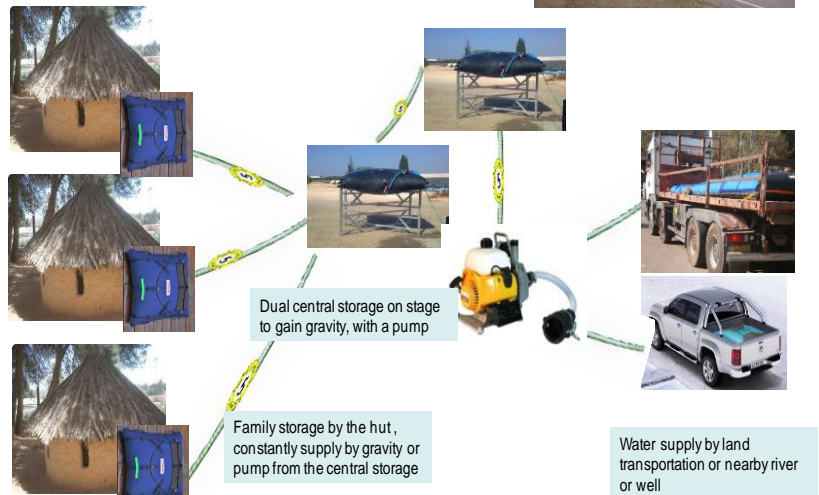 Dual central storage on stage
to gain gravity, with a pump
Family storage by the hut ,
constantly supply by gravity or
pump from the central storage
Water supply by land
transportation or nearby river
or well